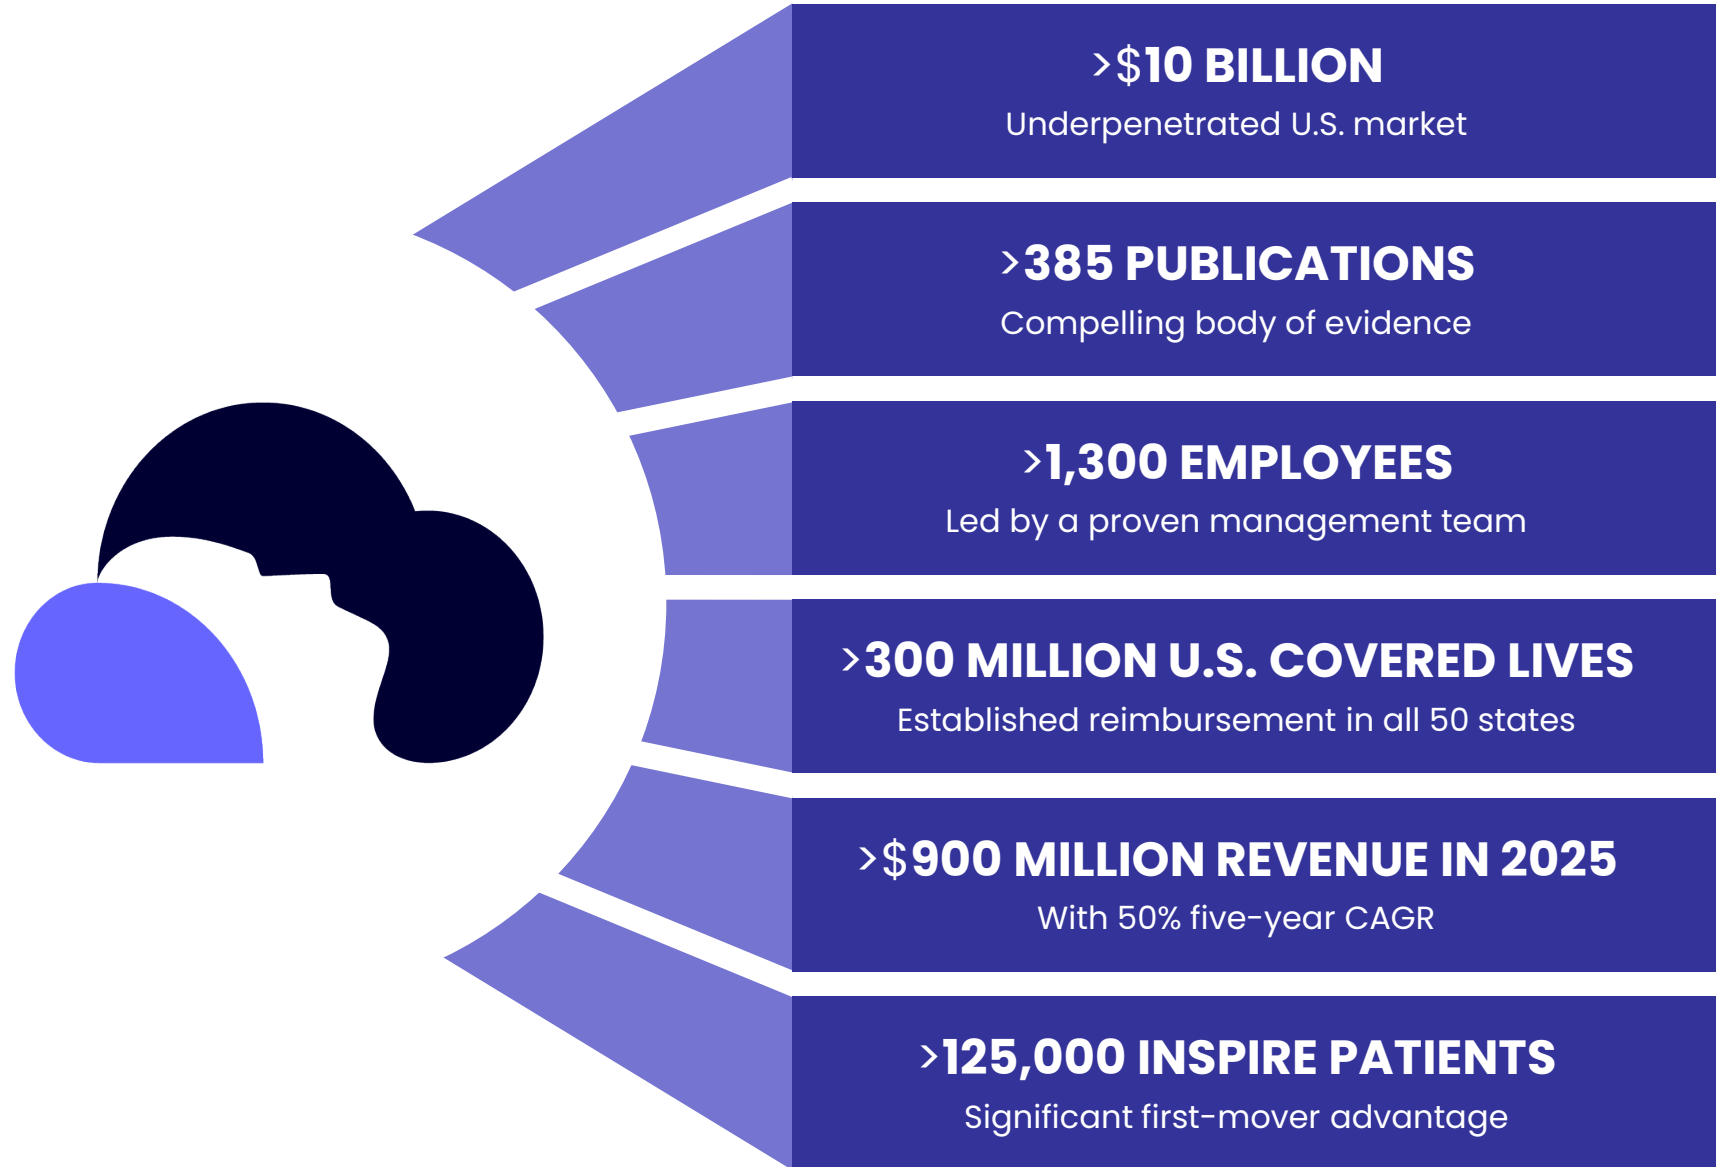 >$10 BILLION
Underpenetrated U.S. market
>385 PUBLICATIONS
Compelling body of evidence
>1,300 EMPLOYEES
Led by a proven management team
>300 MILLION U.S. COVERED LIVES
Established reimbursement in all 50 states
>$900 MILLION REVENUE IN 2025
With 50% five-year CAGR
>125,000 INSPIRE PATIENTS
Significant first-mover advantage